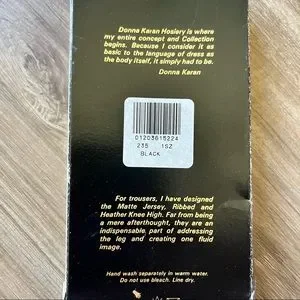 Donna Karan Hosiery is where
my entire concept and Collection
begins. Because I consider it as
basic to the language of dress as
the body itself, it simply had to be.
Donna Karan
01203615224
235 1SZ
BLACK
For trousers, I have designed
the Matte Jersey, Ribbed and
Heather Knee High. Far from being
a mere afterthought, they are an
indispensable part of addressing
the leg and creating one fluid
image.
Hand wash separately in warm water.
Do not use bleach. Line dry.